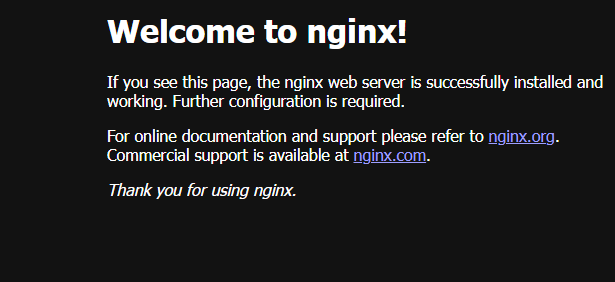 Welcome to nginx!
If you see this page, the nginx web server is successfully installed and
working. Further configuration is required.
For online documentation and support please refer to nginx.org.
Commercial support is available at nginx.com.
Thank you for using nginx.